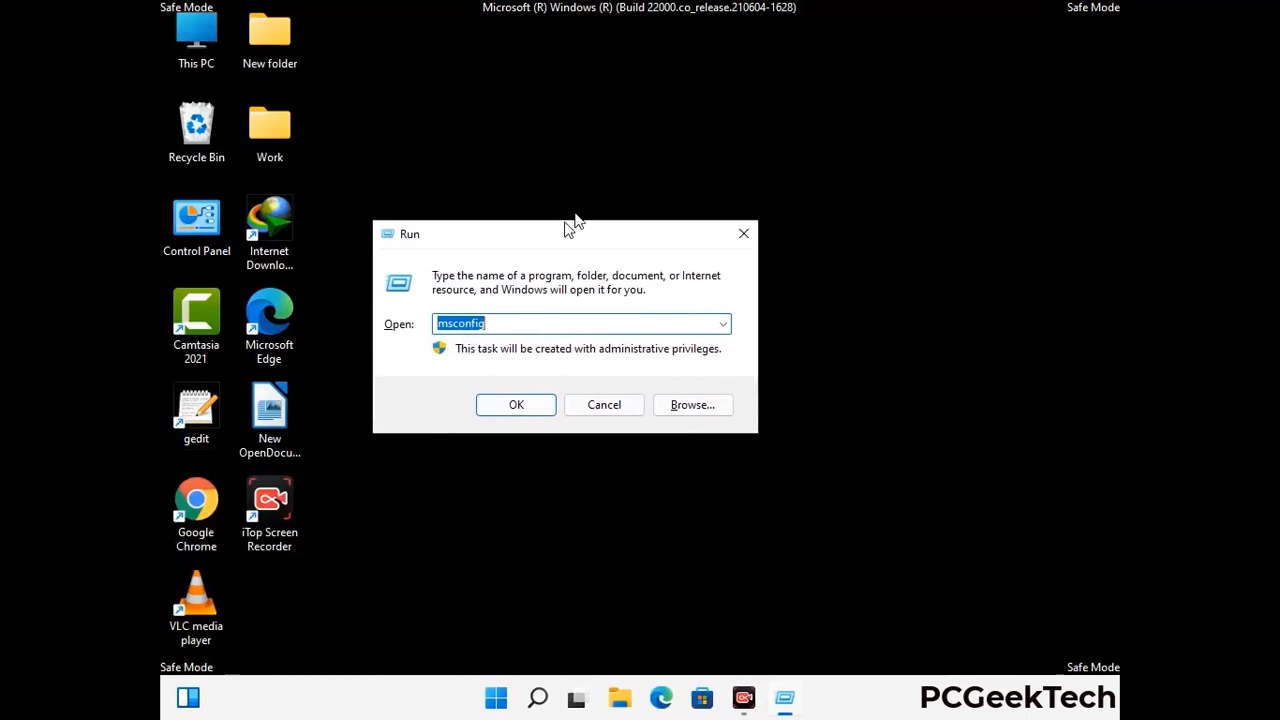 Safe Mode
Microsoft (R) Windows (R) (Build 22000.co_release.210604-1628)
Safe Mode
This PC
New folder
Recycle Bin
Work
Control Panel
Internet
Downlo...
Camtasia
2021
Microsoft
Edge
gedit
New
OpenDocu...
Google
Chrome
iTop Screen
Recorder
VLC media
player
Run
Type the name of a program, folder, document, or Internet
resource, and Windows will open it for you.
Open:
msconfig
This task will be created with administrative privileges.
OK
Cancel
Browse...
Safe Mode
Safe Mode
PCGeekTech